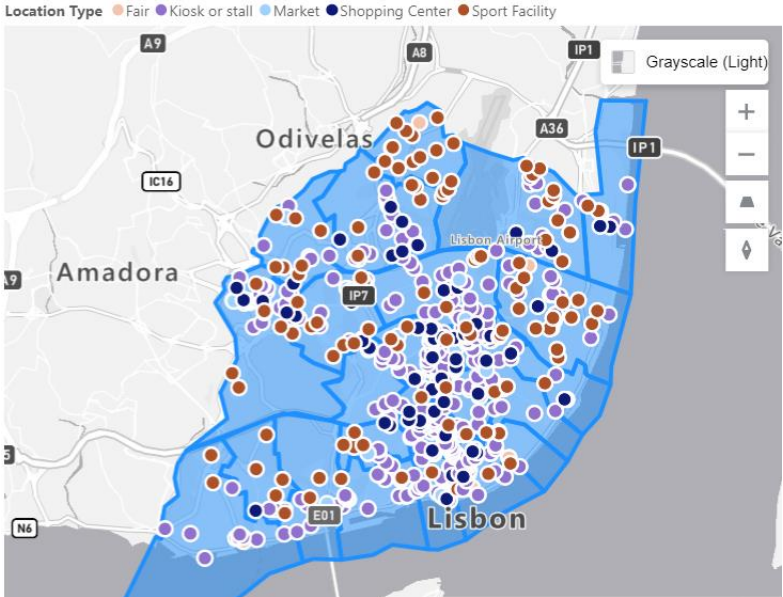 Location Type Fair Kiosk or stall Market Shopping Center Sport Facility
A9
A8
IP1
Grayscale (Light)
Odivelas
A36
IP1
IC16
Lisbon Airport
Amadora
A9
IP7
5
E01
Lisbon
N6